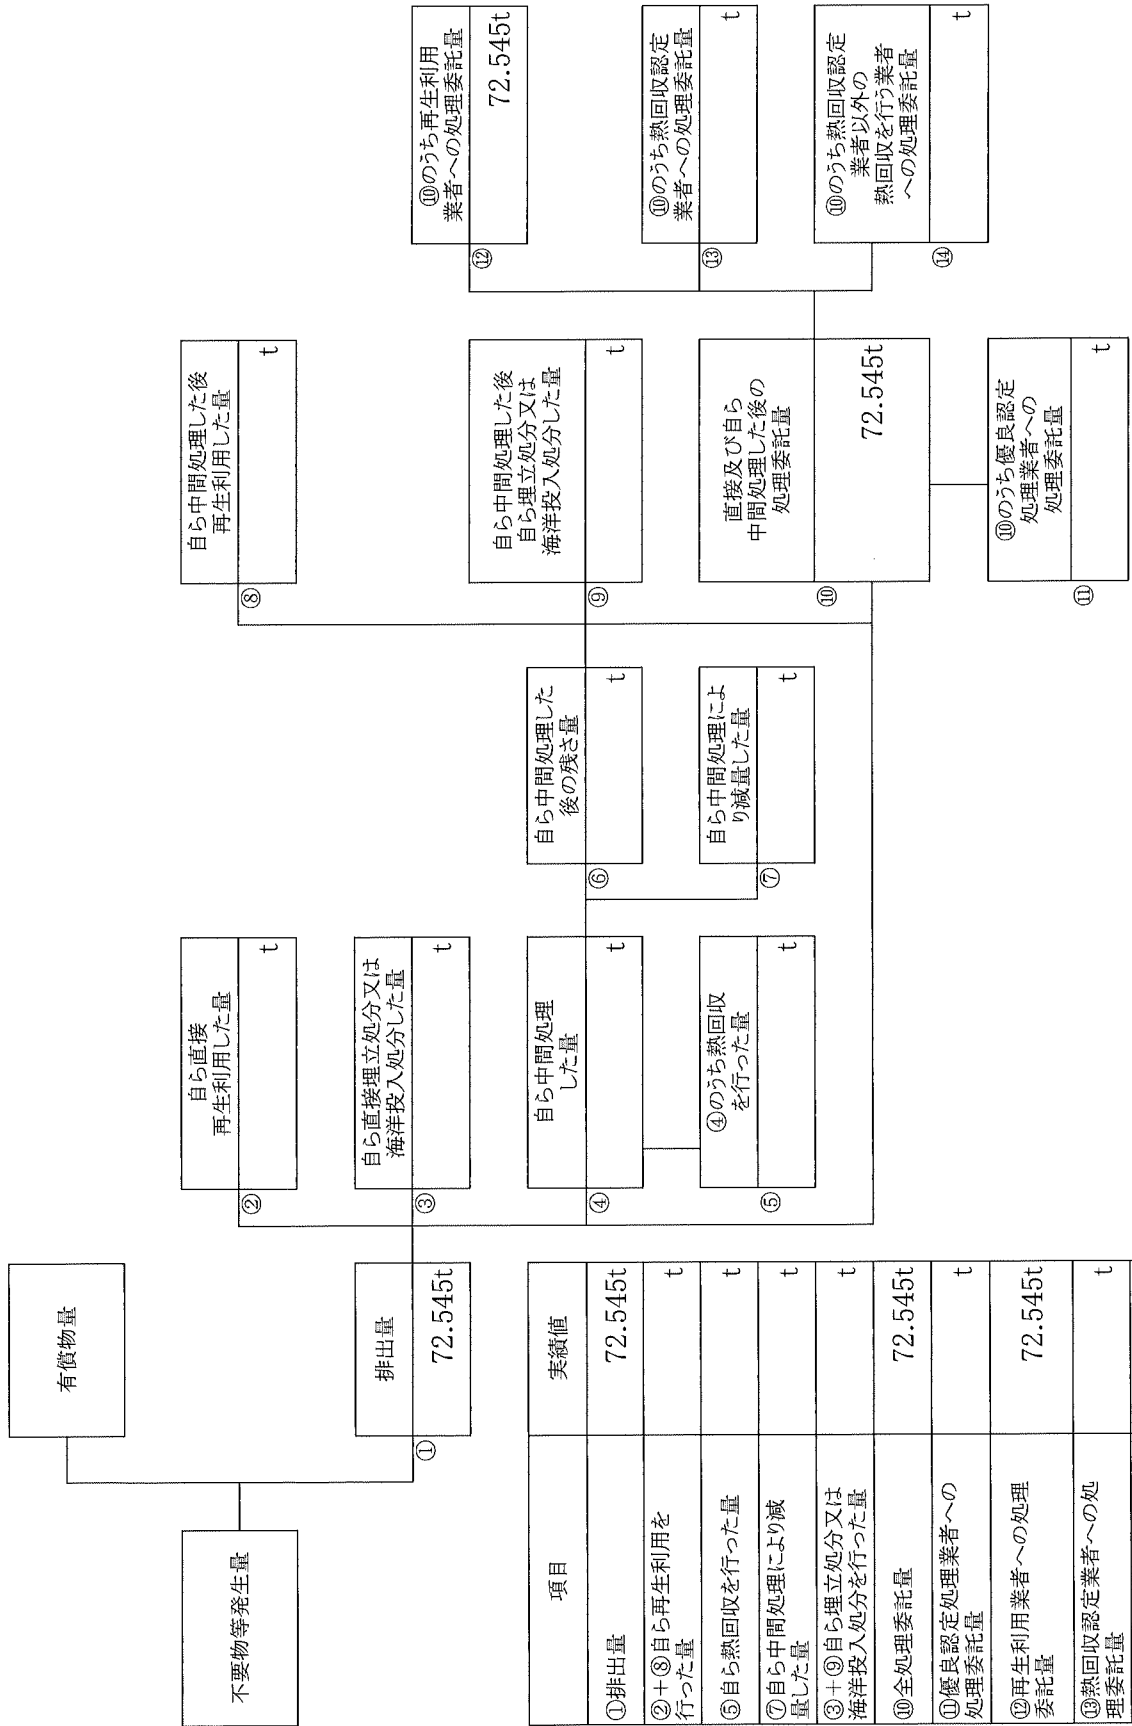 不要物等発生量
有償物量
排出量
①
72.545t
自ら直接
再生利用した量
②
t
自ら直接埋立処分又は
海洋投入処分した量
③
t
自ら中間処理
した量
④
t
④のうち熱回収
を行った量
⑤
t
自ら中間処理した
後の残さ量
⑥
t
自ら中間処理によ
り減量した量
⑦
t
自ら中間処理した後
再生利用した量
⑧
t
自ら中間処理した後
自ら埋立処分又は
海洋投入処分した量
⑨
t
直接及び自ら
中間処理した後の
処理委託量
⑩
72.545t
⑩のうち優良認定
処理業者への
処理委託量
⑪
t
⑩のうち再生利用
業者への処理委託量
⑫
72.545t
⑩のうち熱回収認定
業者への処理委託量
⑬
t
⑩のうち熱回収認定
業者以外の
熱回収を行う業者
への処理委託量
⑭
t
項目 実績値
①排出量 72.545t
②+⑧自ら再生利用を
行った量 t
⑤自ら熱回収を行った量 t
⑦自ら中間処理により減
量した量 t
③+⑨自ら埋立処分又は
海洋投入処分を行った量 t
⑩全処理委託量 72.545t
⑪優良認定処理業者への
処理委託量 t
⑫再生利用業者への処理
委託量 72.545t
⑬熱回収認定業者への処
理委託量 t